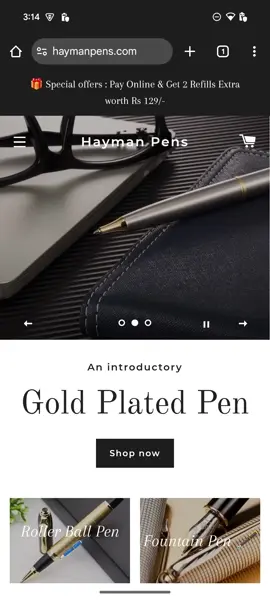 3:14
haymanpens.com
1
🎁 Special offers : Pay Online & Get 2 Refills Extra
worth Rs 129/-
Hayman Pens
An introductory
Gold Plated Pen
Shop now
Roller Ball Pen
Fountain Pen